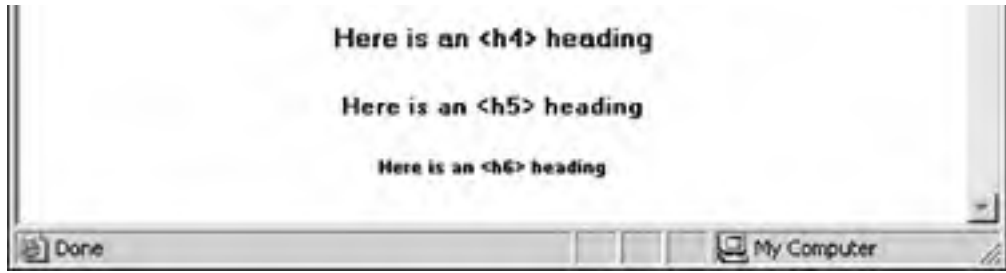 Here is an <h4> heading
Here is an <h5> heading
Here is an <h6> heading
Done
My Computer